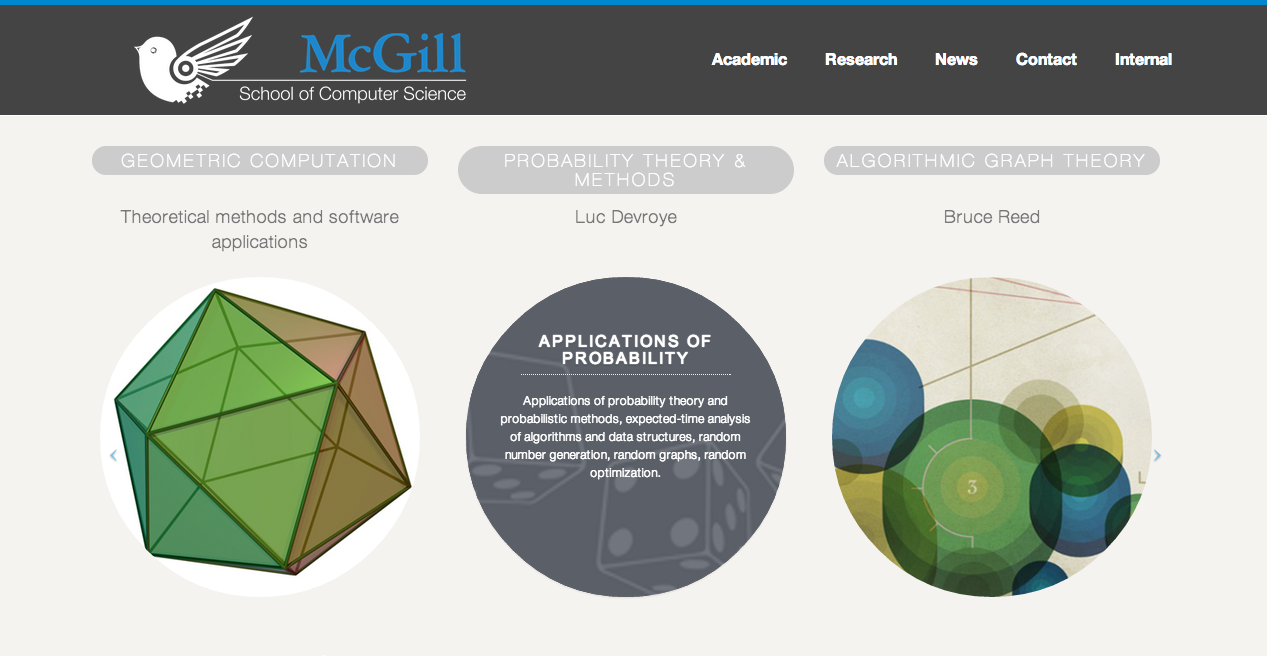 McGill
School of Computer Science
Academic Research News Contact Internal
GEOMETRIC COMPUTATION
Theoretical methods and software
applications
PROBABILITY THEORY &
METHODS
Luc Devroye
APPLICATIONS OF
PROBABILITY
Applications of probability theory and
probabilistic methods, expected-time analysis
of algorithms and data structures, random
number generation, random graphs, random
optimization.
ALGORITHMIC GRAPH THEORY
Bruce Reed
3
L